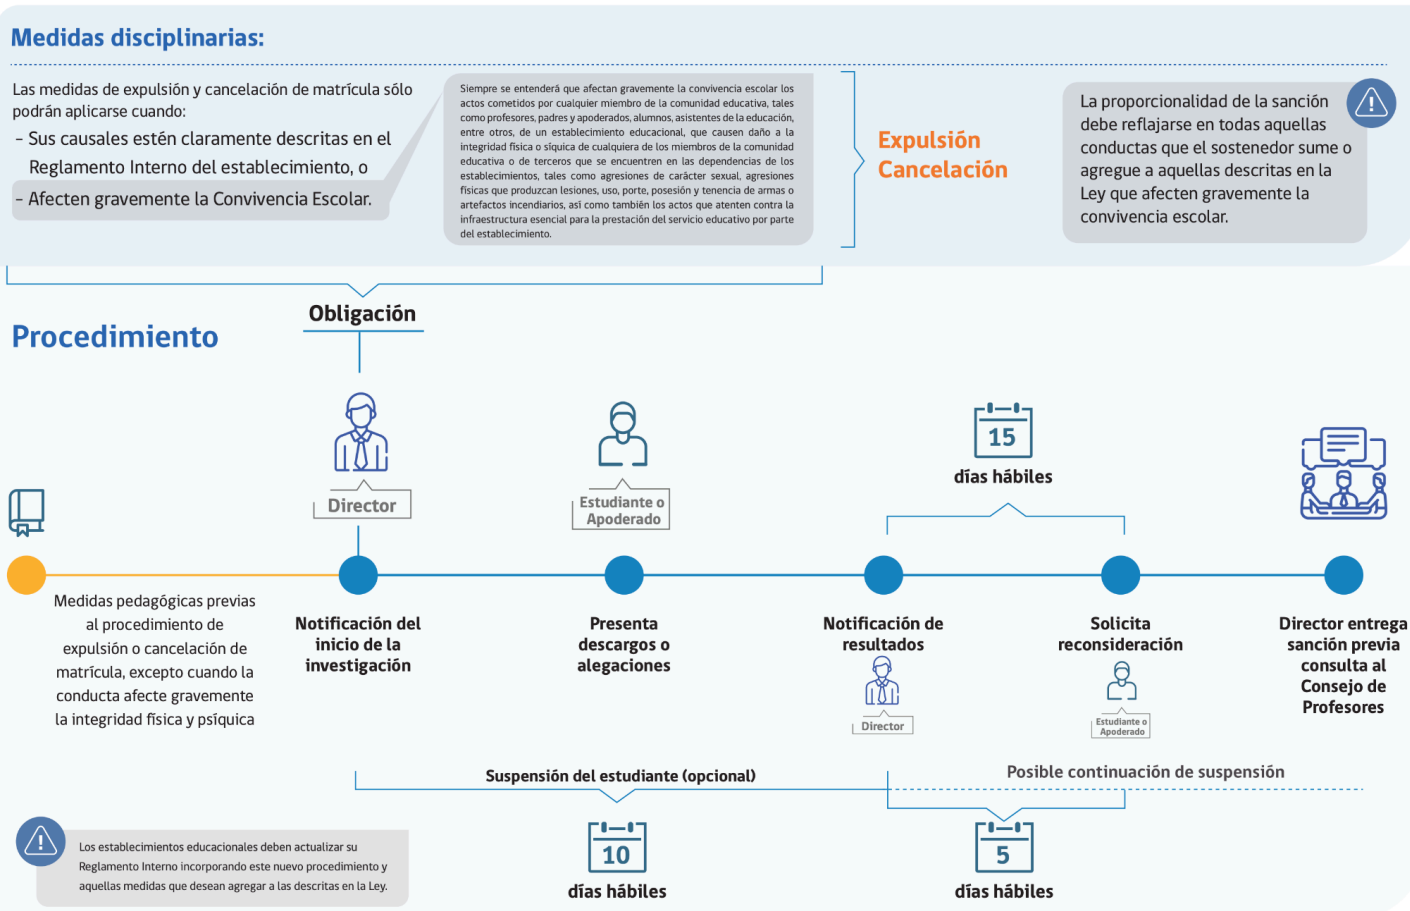 Medidas disciplinarias:
Las medidas de expulsión y cancelación de matrícula sólo
podrán aplicarse cuando:
– Sus causales estén claramente descritas en el
Reglamento Interno del establecimiento, o
– Afecten gravemente la Convivencia Escolar.
Siempre se entenderá que afectan gravemente la convivencia escolar los
actos cometidos por cualquier miembro de la comunidad educativa, tales
como profesores, padres y apoderados, alumnos, asistentes de la educación,
entre otros, de un establecimiento educacional, que causen daño a la
integridad física o síquica de cualquiera de los miembros de la comunidad
educativa o de terceros que se encuentren en las dependencias de los
establecimientos, tales como agresiones de carácter sexual, agresiones
físicas que produzcan lesiones, uso, porte, posesión y tenencia de armas o
artefactos incendiarios, así como también los actos que atenten contra la
infraestructura esencial para la prestación del servicio educativo por parte
del establecimiento.
Expulsión
Cancelación
La proporcionalidad de la sanción
debe reflajarse en todas aquellas
conductas que el sostenedor sume o
agregue a aquellas descritas en la
Ley que afecten gravemente la
convivencia escolar.
Procedimiento
Obligación
Director
Estudiante o
Apoderado
15
días hábiles
Medidas pedagógicas previas
al procedimiento de
expulsión o cancelación de
matrícula, excepto cuando la
conducta afecte gravemente
la integridad física y psíquica
Notificación del
inicio de la
investigación
Presenta
descargos o
alegaciones
Notificación de
resultados
Director
Solicita
reconsideración
Estudiante o
Apoderado
Director entrega
sanción previa
consulta al
Consejo de
Profesores
Suspensión del estudiante (opcional)
Posible continuación de suspensión
10
días hábiles
5
días hábiles
Los establecimientos educacionales deben actualizar su
Reglamento Interno incorporando este nuevo procedimiento y
aquellas medidas que desean agregar a las descritas en la Ley.